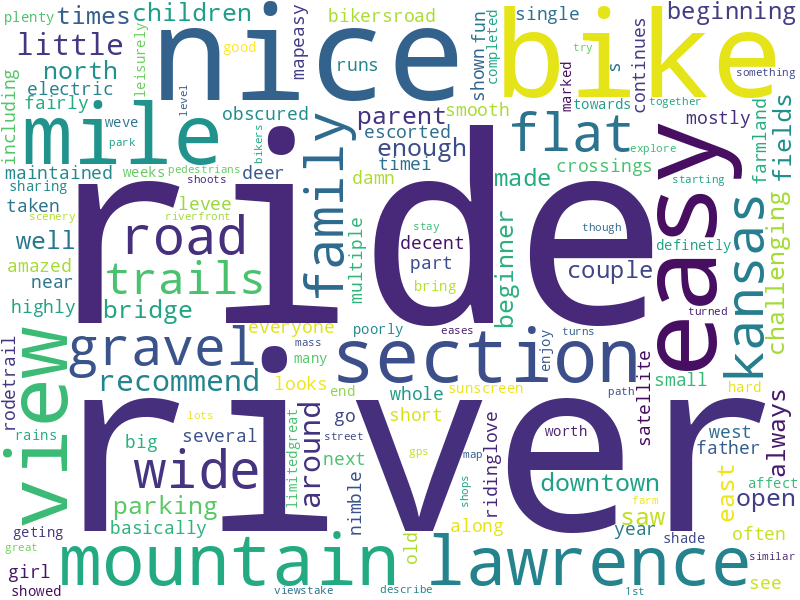 plenty
times
children
bikersroad
single
beginning
little
nice
bike
mapeasy
leisurely
good
runs
shown
fun
completed
try
s
continues
something
north
electric
fairly
including
mile
weve
park
level
obscured
parent
smooth
marked
towards
together
mostly
fields
farmland
maintained
pedestrians
bikers
escorted
enough
flat
explore
sharing
weeks
shoots
deer
family
timei
damn
crossings
made
starting
easy
taken
scenery
levee
riverfront
ride
stay
though
kansas
challenging
well
road
multiple
decent
beginner
definetly
amazed
near
trails
part
couple
bring
highly
bridge
turned
view
gravel
everyone
poorly
eases
section
enjoy
turns
recommend
mass
looks
many
rodetrail
end
whole
sunscreen
path
satellite
small
hard
always
rains
lots
river
big
several
limitedgreat
around
go
street
short
ridinglove
worth
west
father
wide
next
nimble
gps
map
shops
downtown
east
affect
open
parking
basically
along
old
saw
farm
year
often
geting
great
shade
similar
girl
mountain
lawrence
see
showed
viewstake
describe
1st